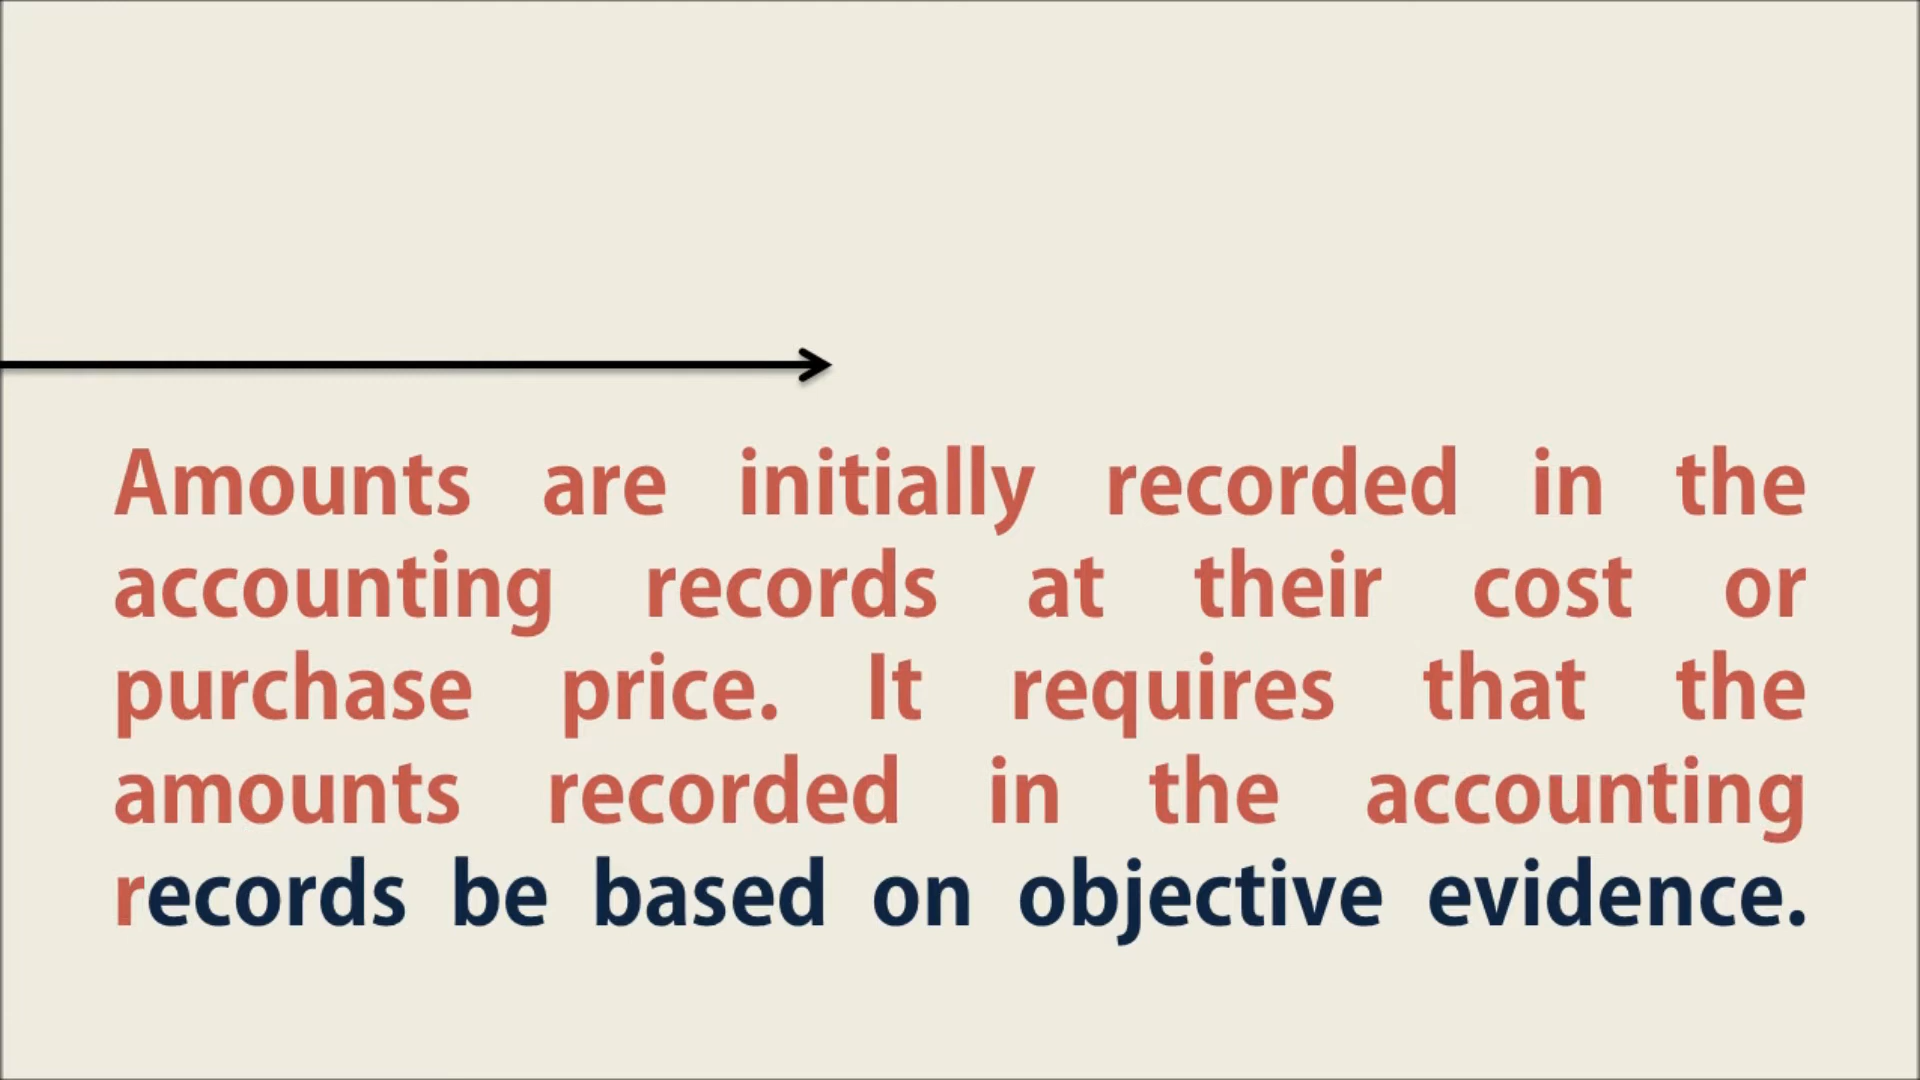 Amounts are initially recorded in the
accounting records at their cost or
purchase price. It requires that the
amounts recorded in the accounting
records be based on objective evidence.